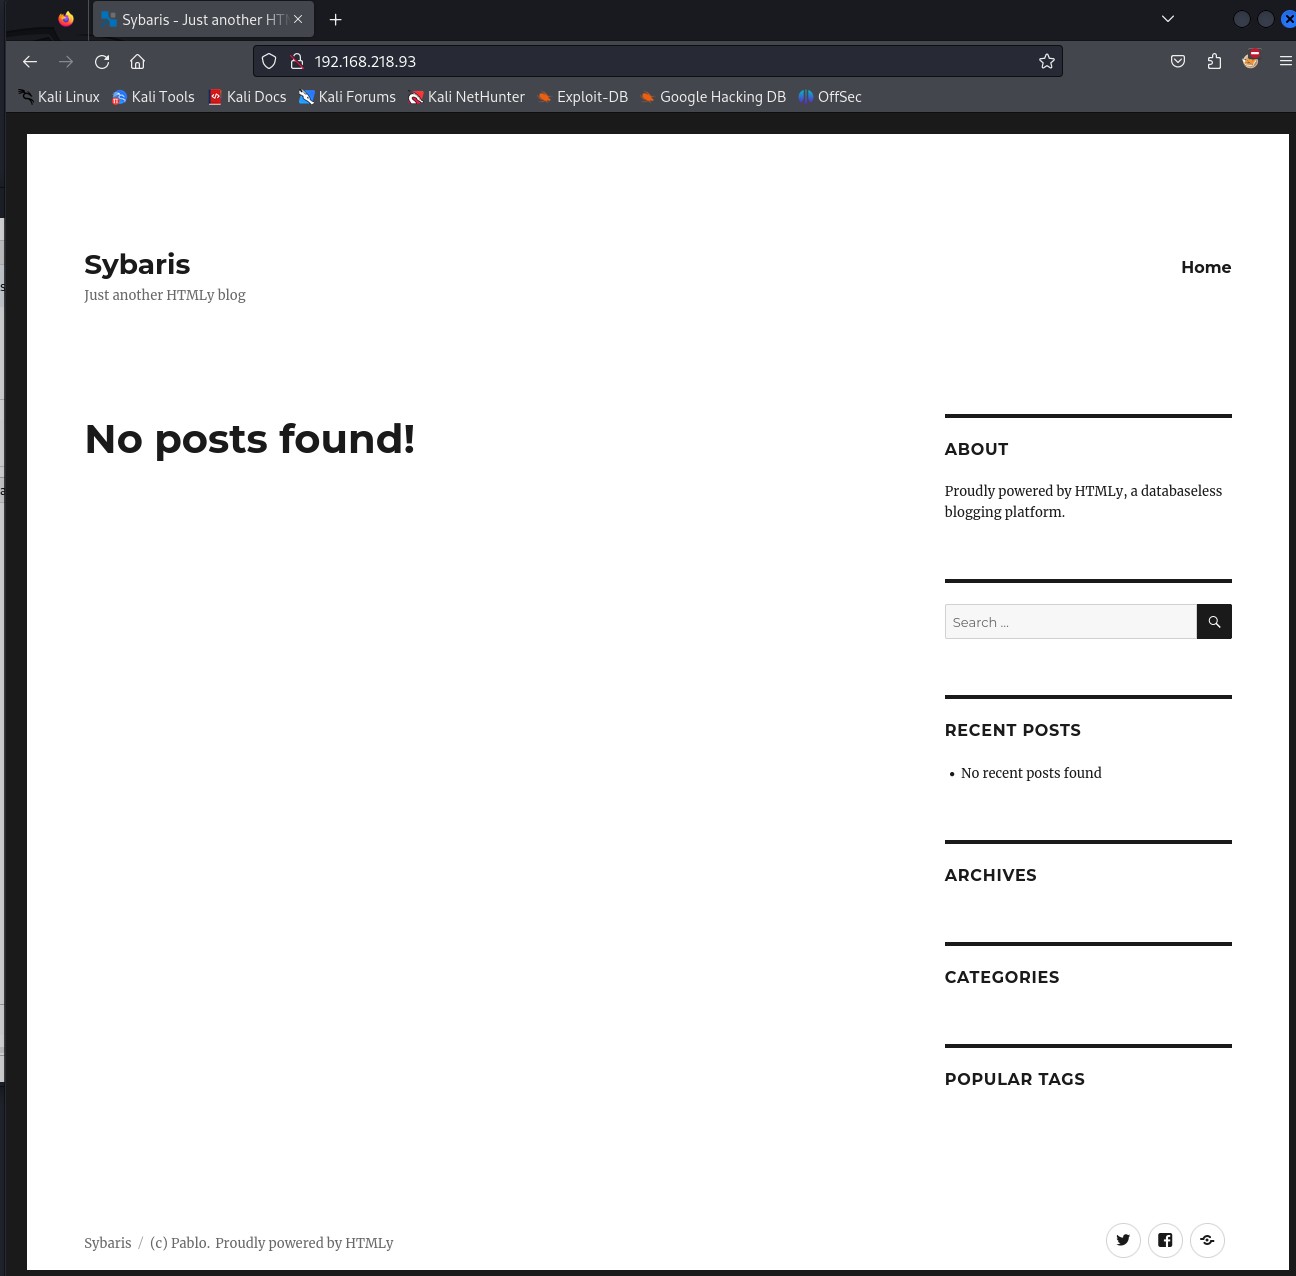 Sybaris - Just another HTM
192.168.218.93
Kali Linux Kali Tools Kali Docs Kali Forums Kali NetHunter Exploit-DB Google Hacking DB OffSec
Sybaris
Just another HTMLy blog
Home
No posts found!
ABOUT
Proudly powered by HTMLy, a databaseless
blogging platform.
Search …
RECENT POSTS
• No recent posts found
ARCHIVES
CATEGORIES
POPULAR TAGS
Sybaris / (c) Pablo. Proudly powered by HTMLy